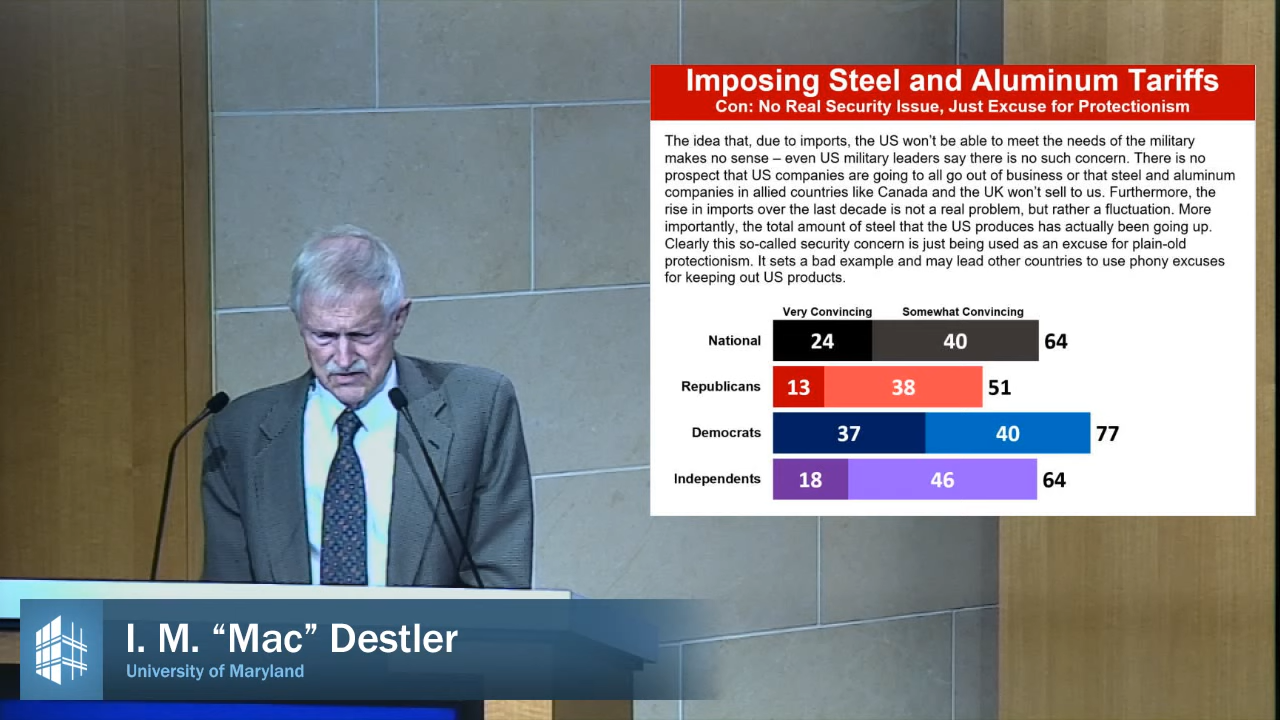 Imposing Steel and Aluminum Tariffs
Con: No Real Security Issue, Just Excuse for Protectionism
The idea that, due to imports, the US won’t be able to meet the needs of the military
makes no sense – even US military leaders say there is no such concern. There is no
prospect that US companies are going to all go out of business or that steel and aluminum
companies in allied countries like Canada and the UK won’t sell to us. Furthermore, the
rise in imports over the last decade is not a real problem, but rather a fluctuation. More
importantly, the total amount of steel that the US produces has actually been going up.
Clearly this so-called security concern is just being used as an excuse for plain-old
protectionism. It sets a bad example and may lead other countries to use phony excuses
for keeping out US products.
Very Convincing Somewhat Convincing
National 24 40 64
Republicans 13 38 51
Democrats 37 40 77
Independents 18 46 64
I. M. “Mac” Destler
University of Maryland